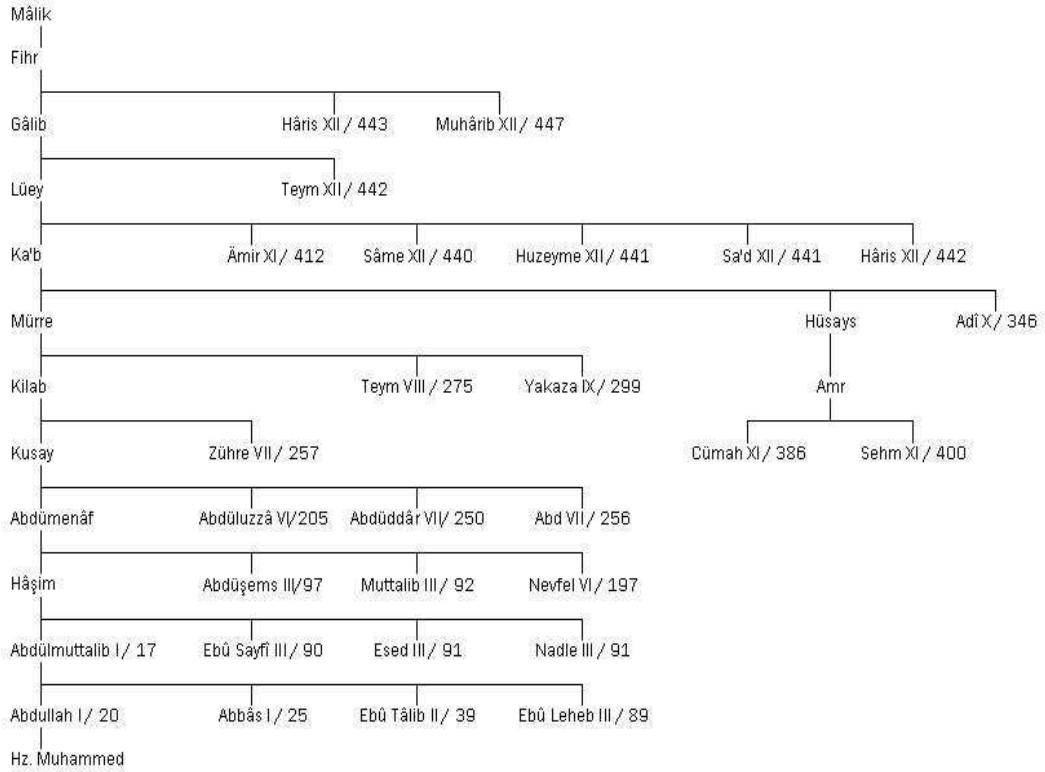 Mâlik
Fihr
Gâlib Hâris XII / 443 Muhârib XII / 447
Lüey Teym XII / 442
Ka'b Âmir XI / 412 Sâme XII / 440 Huzeyme XII / 441 Sa'd XII / 441 Hâris XII / 442
Mürre Hüsays Adî X / 346
Kilab Teym VIII / 275 Yakaza IX / 299 Amr
Kusay Zühre VII / 257 Cümah XI / 386 Sehm XI / 400
Abdümenâf Abdüluzzâ VI/205 Abdüddâr VII/ 250 Abd VII / 256
Hâşim Abdüşems III/97 Muttalib III / 92 Nevfel VI / 197
Abdülmuttalib I / 17 Ebû Sayfî III / 90 Esed III / 91 Nadle III / 91
Abdullah I / 20 Abbâs I / 25 Ebû Tâlib II / 39 Ebû Leheb III / 89
Hz. Muhammed